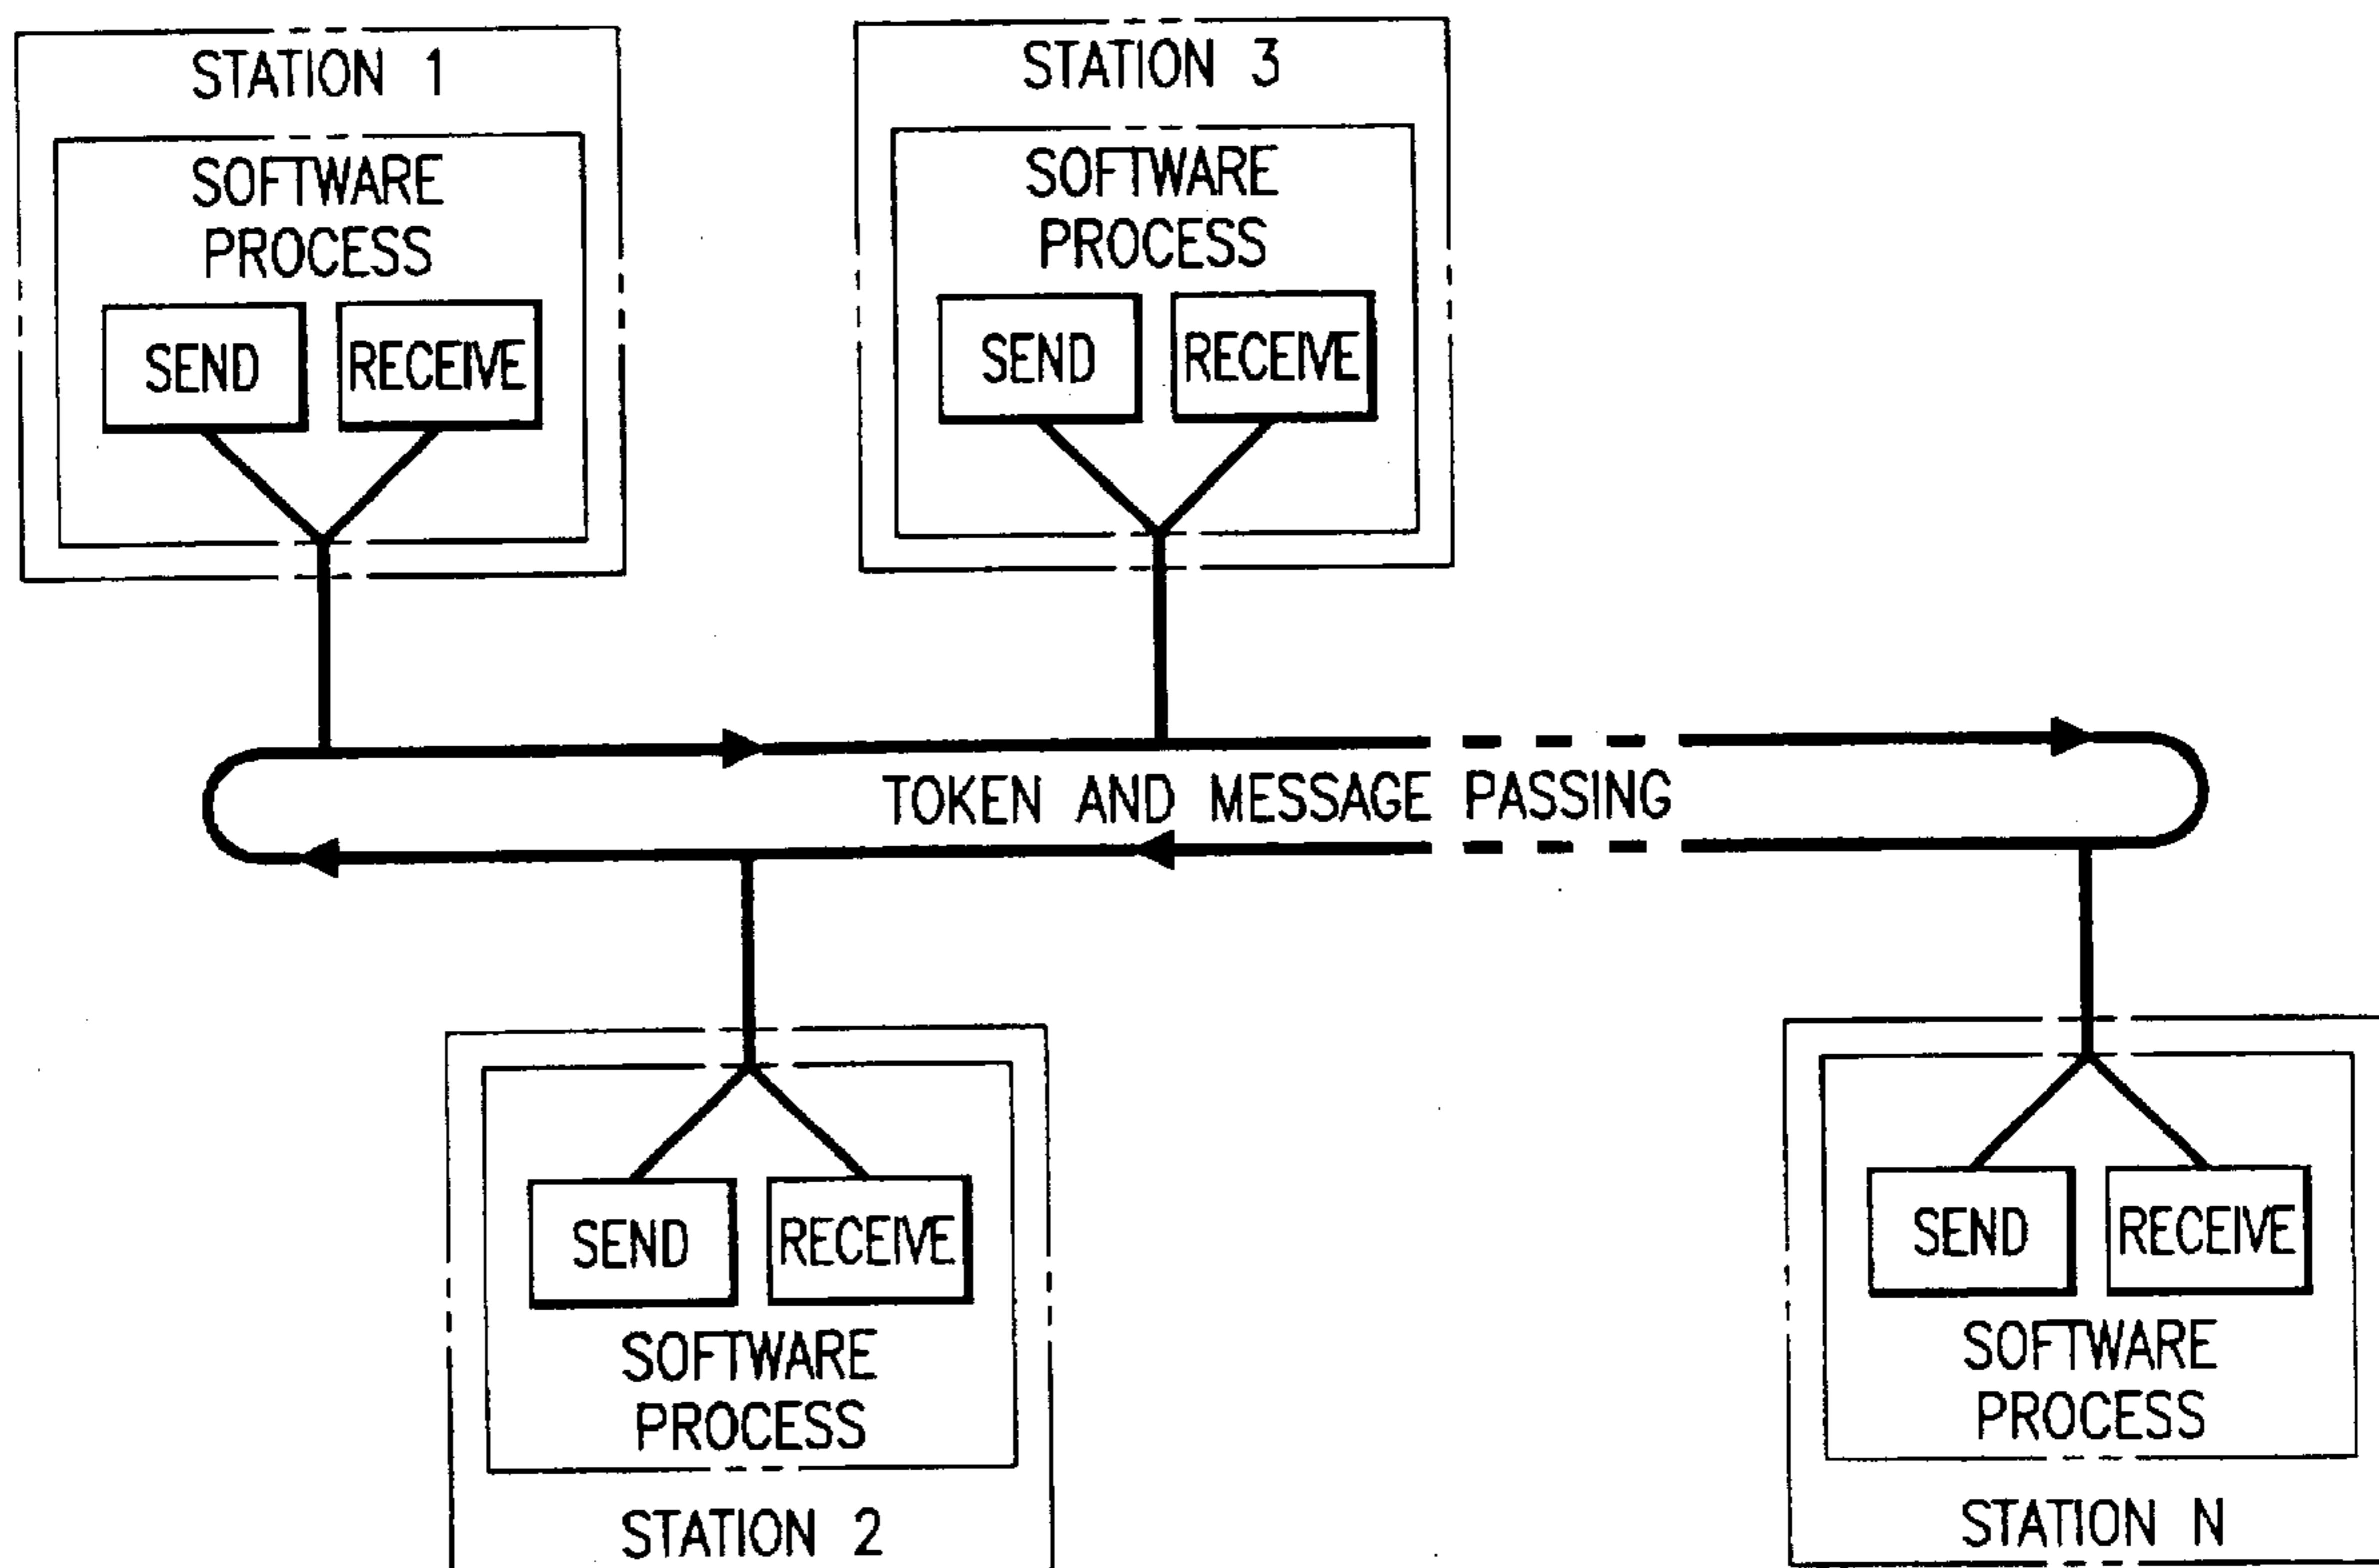 STATION 1
SOFTWARE
PROCESS
SEND
RECEIVE
STATION 3
SOFTWARE
PROCESS
SEND
RECEIVE
TOKEN AND MESSAGE PASSING
SEND
RECEIVE
SOFTWARE
PROCESS
STATION 2
SEND
RECEIVE
SOFTWARE
PROCESS
STATION N